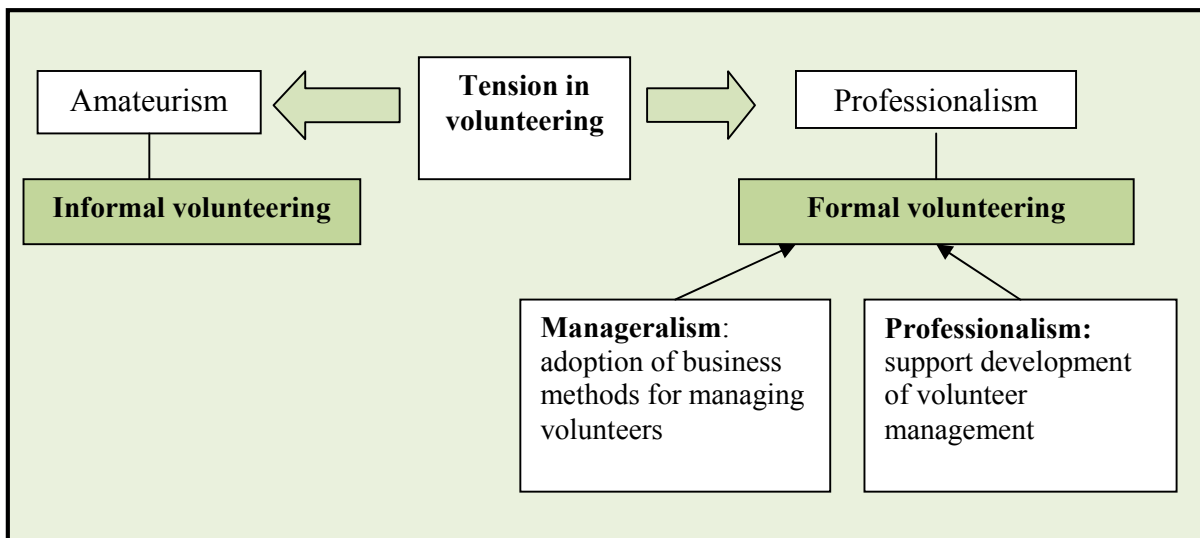 Amateurism
Tension in
volunteering
Professionalism
Informal volunteering
Formal volunteering
Manageralism:
adoption of business
methods for managing
volunteers
Professionalism:
support development
of volunteer
management